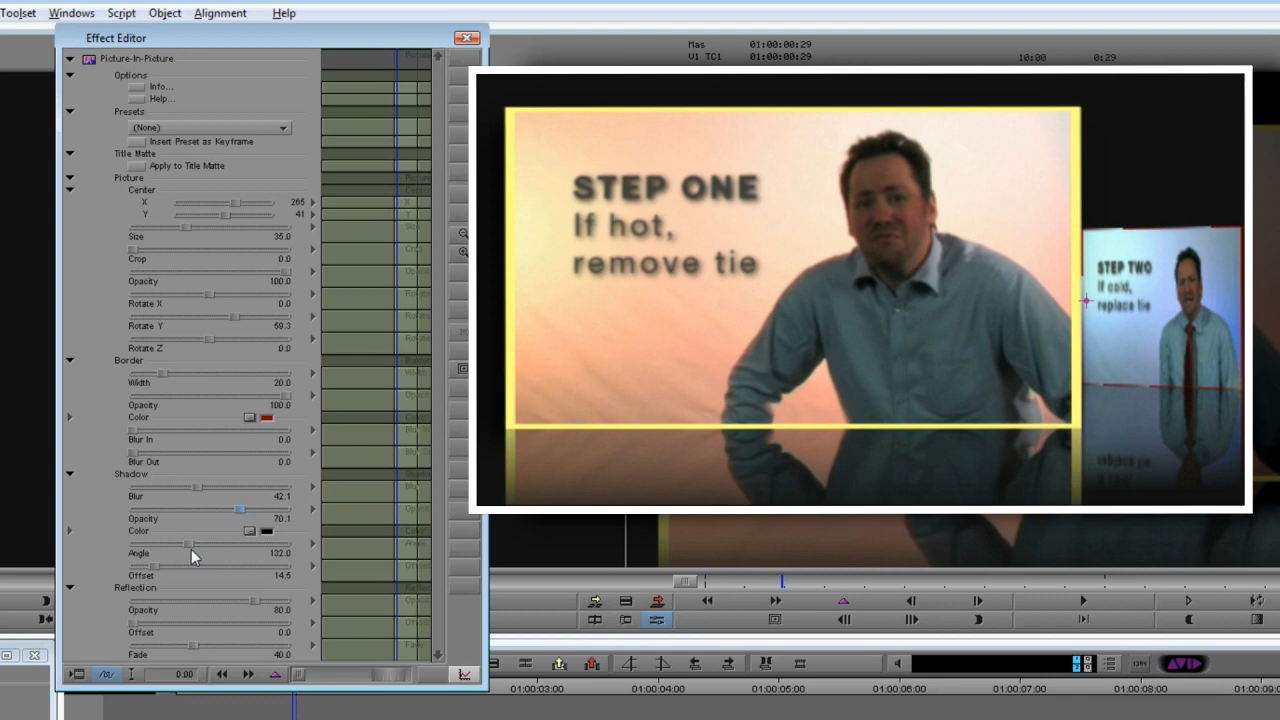 Toolset Windows Script Object Alignment Help
Effect Editor
Mas 01:00:00:29
V1 TC1 01:00:00:29
10:00 0:29
Picture-In-Picture
Options
Info...
Help...
Presets
(None)
Insert Preset as Keyframe
Title Matte
Apply to Title Matte
Picture
Center
X 265
Y 41
Size 35.0
Crop 0.0
Opacity 100.0
Rotate X 0.0
Rotate Y 59.3
Rotate Z 0.0
Border
Width 20.0
Opacity 100.0
Color
Blur In 0.0
Blur Out 0.0
Shadow
Blur 42.1
Opacity 70.1
Color
Angle 132.0
Offset 14.5
Reflection
Opacity 80.0
Offset 0.0
Fade 40.0
0:00
STEP ONE
If hot,
remove tie
STEP TWO
If cold,
replace tie
AVID
01:00:03:00 01:00:04:00 01:00:05:00 01:00:06:00 01:00:07:00 01:00:08:00